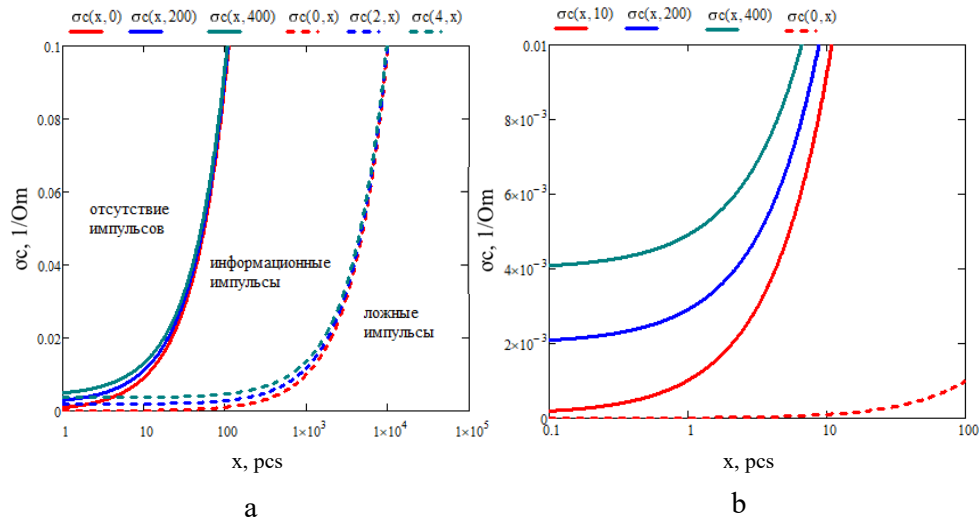 σc(x, 0) σc(x, 200) σc(x, 400) σc(0, x) σc(2, x) σc(4, x)
0.1
0.08
0.06
0.04
0.02
0
σc, 1/Om
отсутствие
импульсов
информационные
импульсы
ложные
импульсы
1 10 100 1×10³ 1×10⁴ 1×10⁵
x, pcs
a
σc(x, 10) σc(x, 200) σc(x, 400) σc(0, x)
0.01
8×10⁻³
6×10⁻³
4×10⁻³
2×10⁻³
0
σc, 1/Om
0.1 1 10 100
x, pcs
b